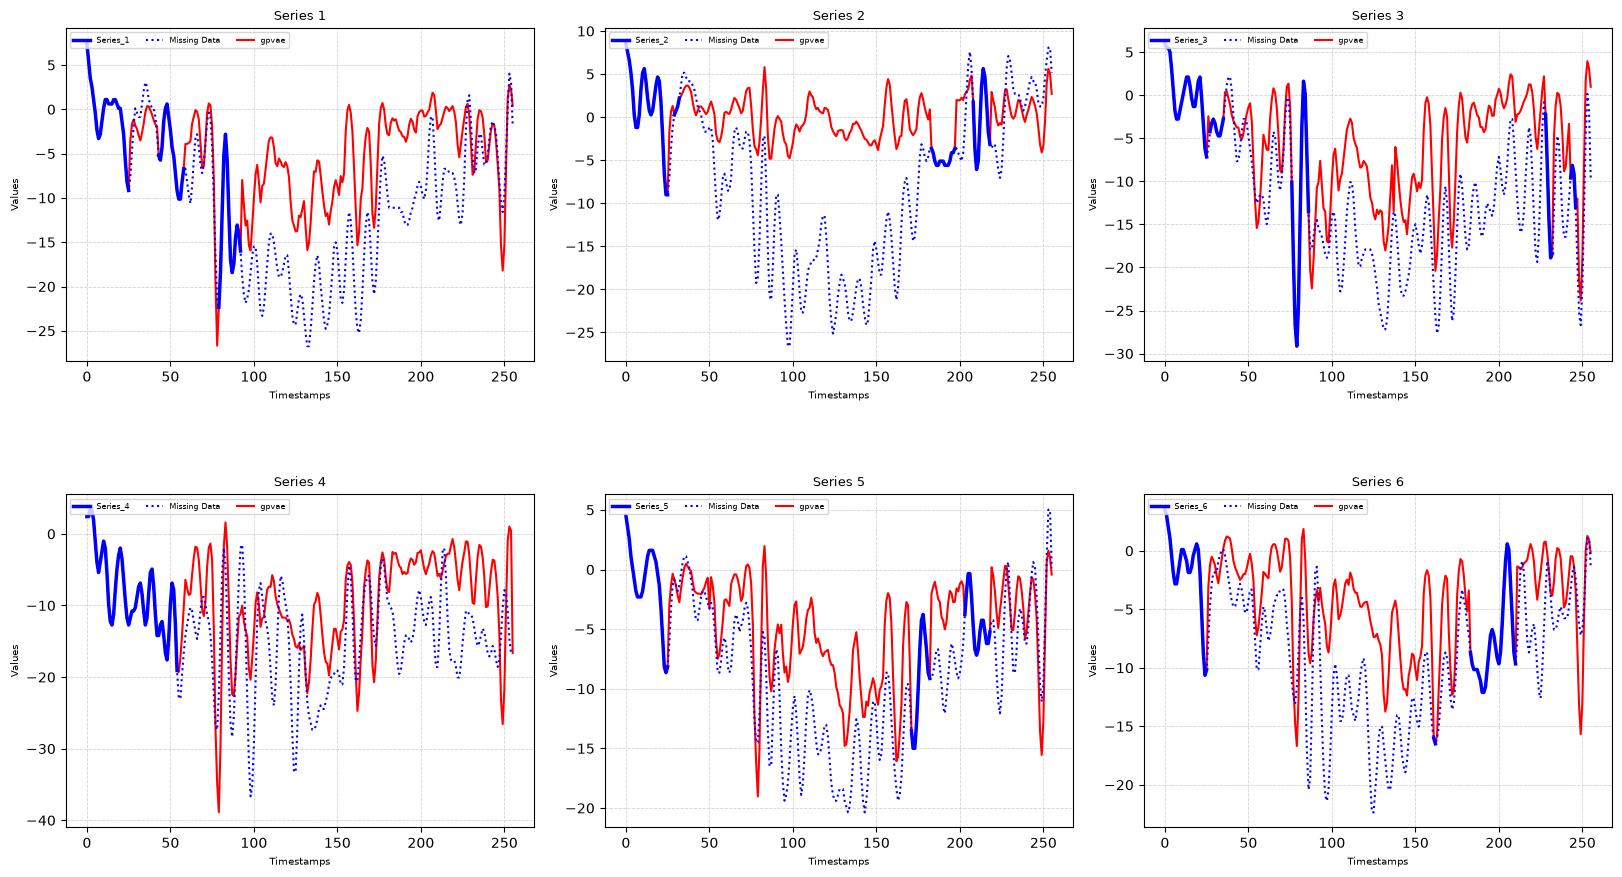 Series 1
Series_1 Missing Data gpvae
5
0
−5
−10
−15
−20
−25
Values
0 50 100 150 200 250
Timestamps
Series 2
Series_2 Missing Data gpvae
10
5
0
−5
−10
−15
−20
−25
Values
0 50 100 150 200 250
Timestamps
Series 3
Series_3 Missing Data gpvae
5
0
−5
−10
−15
−20
−25
−30
Values
0 50 100 150 200 250
Timestamps
Series 4
Series_4 Missing Data gpvae
0
−10
−20
−30
−40
Values
0 50 100 150 200 250
Timestamps
Series 5
Series_5 Missing Data gpvae
5
0
−5
−10
−15
−20
Values
0 50 100 150 200 250
Timestamps
Series 6
Series_6 Missing Data gpvae
0
−5
−10
−15
−20
Values
0 50 100 150 200 250
Timestamps